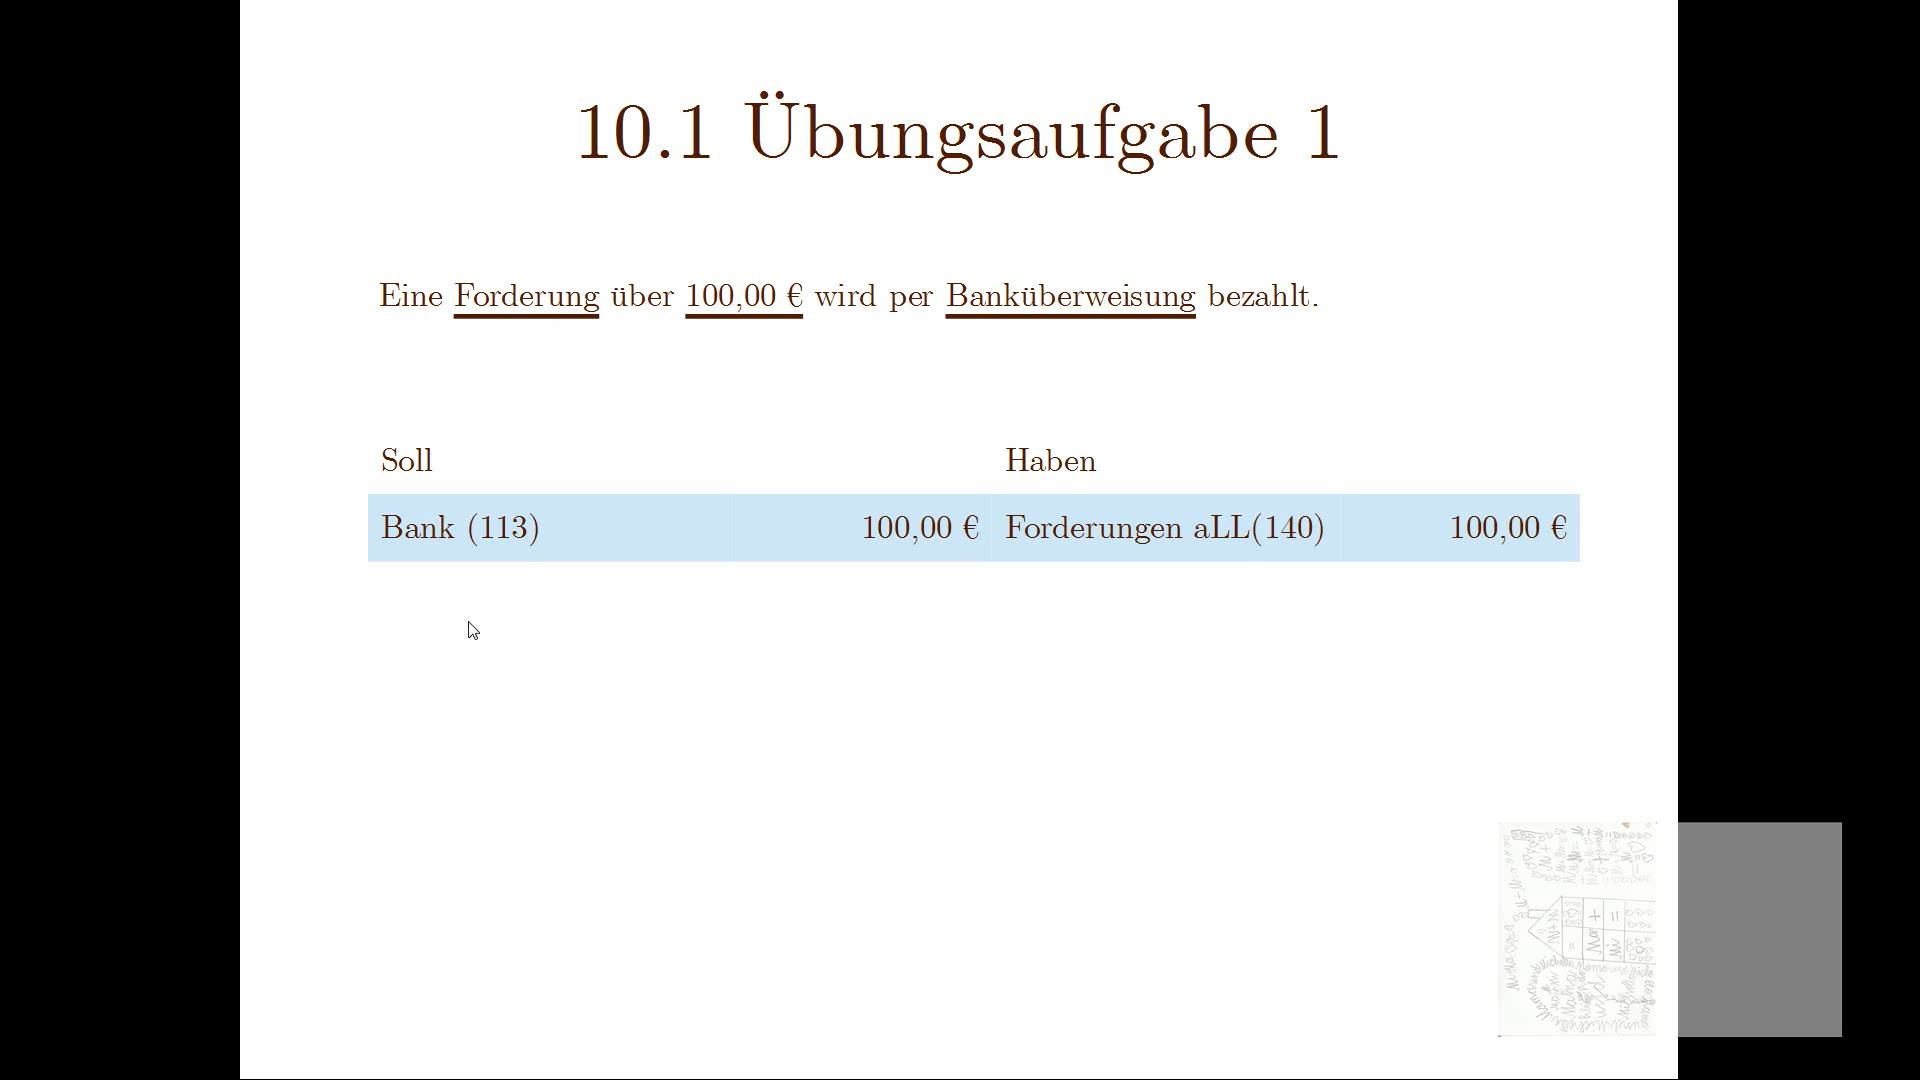 10.1 Übungsaufgabe 1
Eine Forderung über 100,00 € wird per Banküberweisung bezahlt.
Soll Haben
Bank (113) 100,00 € Forderungen aLL(140) 100,00 €